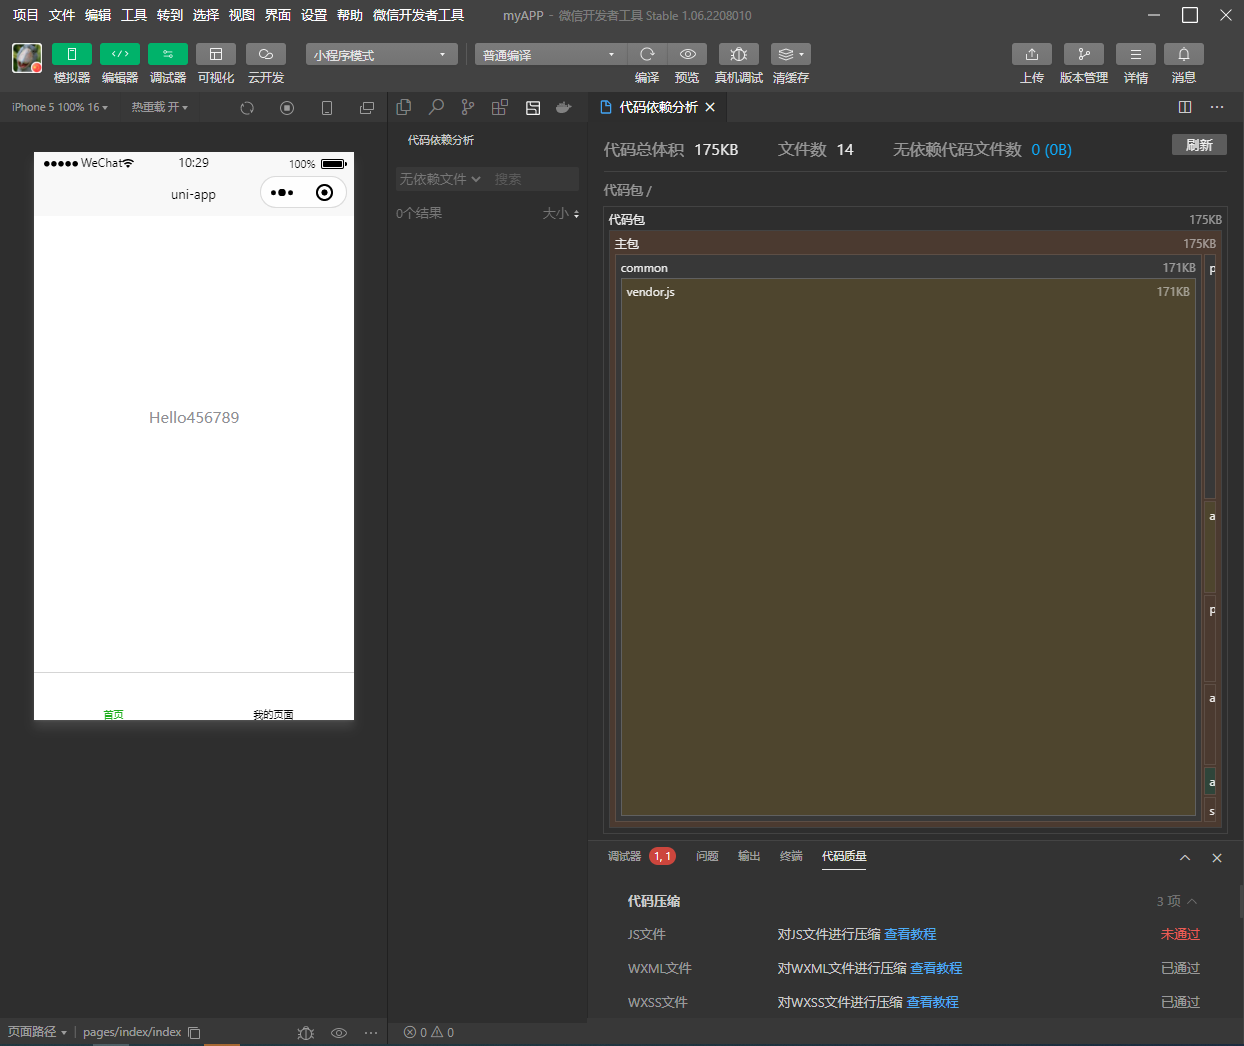 项目 文件 编辑 工具 转到 选择 视图 界面 设置 帮助 微信开发者工具 myAPP - 微信开发者工具 Stable 1.06.2208010
小程序模式 普通编译
模拟器 编辑器 调试器 可视化 云开发 编译 预览 真机调试 清缓存 上传 版本管理 详情 消息
iPhone 5 100% 16 热重载 开
代码依赖分析
WeChat 10:29 100%
uni-app
Hello456789
首页 我的页面
代码依赖分析
无依赖文件 搜索
0个结果 大小
代码总体积 175KB 文件数 14 无依赖代码文件数 0 (0B) 刷新
代码包 /
代码包 175KB
主包 175KB
common 171KB p
vendor.js 171KB
a
p
a
a
s
调试器 1, 1 问题 输出 终端 代码质量
代码压缩 3 项
JS文件 对JS文件进行压缩 查看教程 未通过
WXML文件 对WXML文件进行压缩 查看教程 已通过
WXSS文件 对WXSS文件进行压缩 查看教程 已通过
页面路径 pages/index/index 0 0